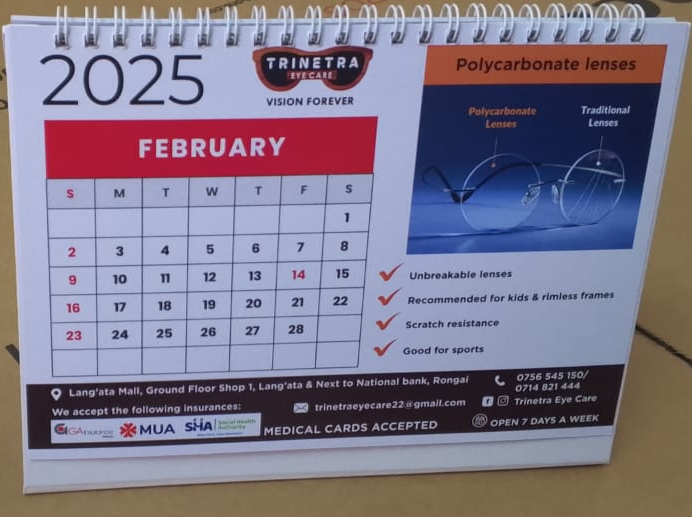 2025
TRINETRA
EYE CARE
VISION FOREVER
FEBRUARY
S M T W T F S
1
2 3 4 5 6 7 8
9 10 11 12 13 14 15
16 17 18 19 20 21 22
23 24 25 26 27 28
Polycarbonate lenses
Polycarbonate
Lenses
Traditional
Lenses
Unbreakable lenses
Recommended for kids & rimless frames
Scratch resistance
Good for sports
Lang'ata Mall, Ground Floor Shop 1, Lang'ata & Next to National bank, Rongai
0756 545 150/
0714 821 444
We accept the following insurances:
trinetraeyecare22@gmail.com
Trinetra Eye Care
GA Insurance
MUA
SHA
Social Health
Authority
MEDICAL CARDS ACCEPTED
OPEN 7 DAYS A WEEK